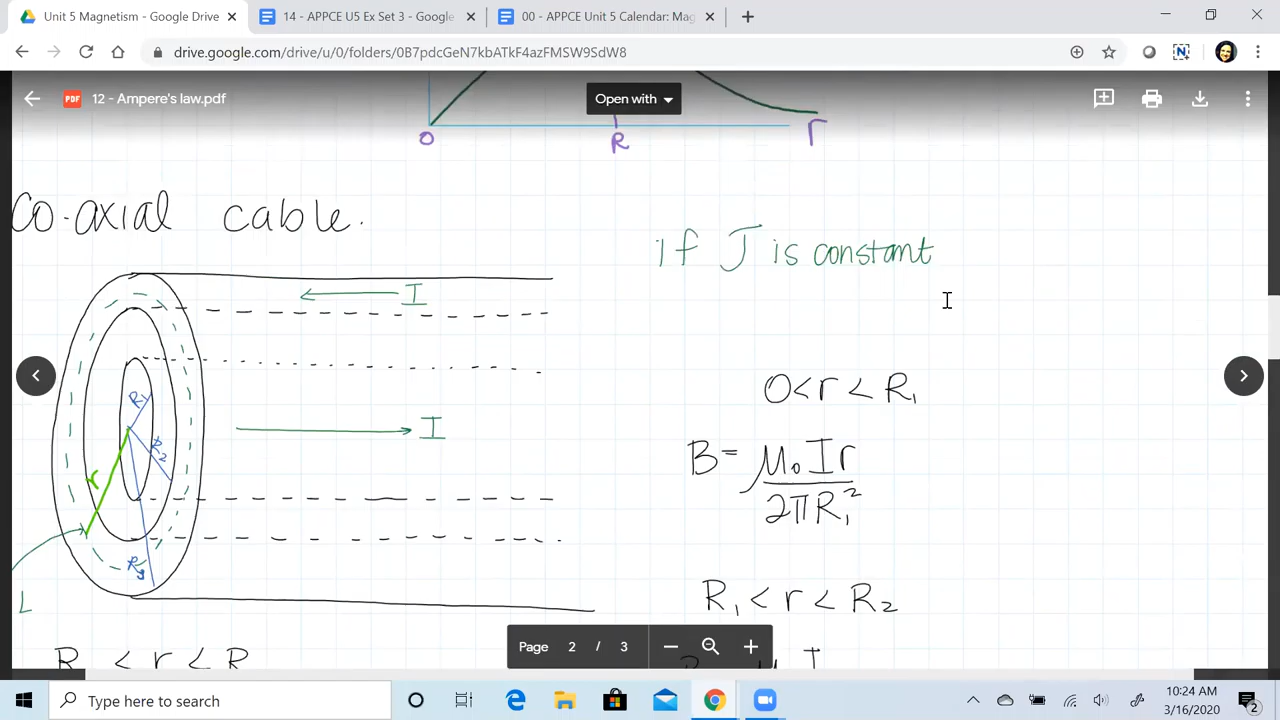 Unit 5 Magnetism - Google Drive
14 - APPCE U5 Ex Set 3 - Googl
00 - APPCE Unit 5 Calendar: Mag
drive.google.com/drive/u/0/folders/0B7pdcGeN7kbATkF4azFMSW9SdW8
PDF 12 - Ampere's law.pdf
Open with
0 R r
Co-axial cable.
if J is constant
I
I
R₁
R₂
r
R₃
L
0 < r < R₁
B = μ₀Ir / 2πR₁²
R₁ < r < R₂
R < r < R
Page 2 / 3
Type here to search
10:24 AM
3/16/2020
2